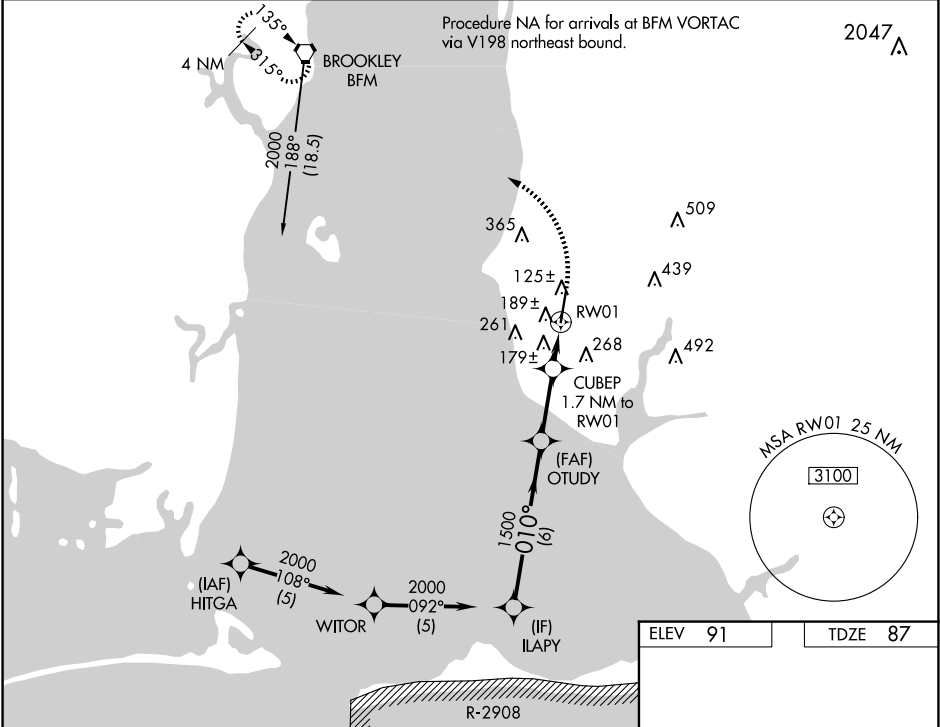 Procedure NA for arrivals at BFM VORTAC
via V198 northeast bound.
2047
135°
315°
4 NM
BROOKLEY
BFM
2000
188°
(18.5)
365
509
125±
439
189±
RW01
261
179±
268
492
CUBEP
1.7 NM to
RW01
(FAF)
OTUDY
MSA RW01 25 NM
3100
1500
010°
(6)
(IAF)
HITGA
2000
108°
(5)
WITOR
2000
092°
(5)
(IF)
ILAPY
ELEV 91
TDZE 87
R-2908